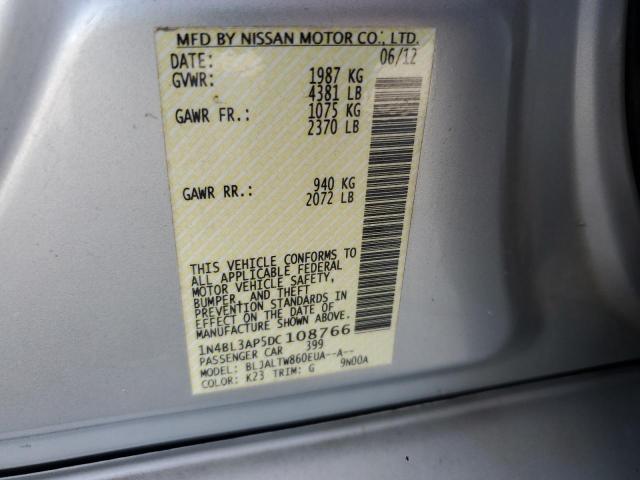 MFD BY NISSAN MOTOR CO., LTD.
DATE: 06/12
GVWR: 1987 KG
4381 LB
GAWR FR.: 1075 KG
2370 LB
GAWR RR.: 940 KG
2072 LB
THIS VEHICLE CONFORMS TO
ALL APPLICABLE FEDERAL
MOTOR VEHICLE SAFETY,
BUMPER, AND THEFT
PREVENTION STANDARDS IN
EFFECT ON THE DATE OF
MANUFACTURE SHOWN ABOVE.
1N4BL3AP5DC108766
PASSENGER CAR 399
MODEL: BLJALTW860EUA--A--
COLOR: K23 TRIM: G 9N00A